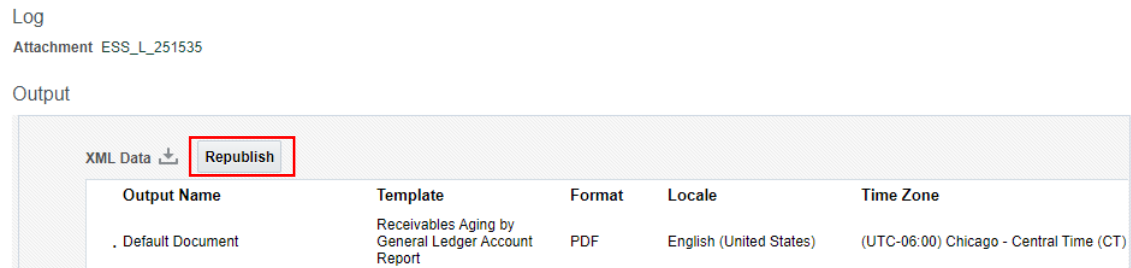 Log
Attachment ESS_L_251535
Output
XML Data Republish
Output Name Template Format Locale Time Zone
Receivables Aging by
. Default Document General Ledger Account PDF English (United States) (UTC-06:00) Chicago - Central Time (CT)
Report